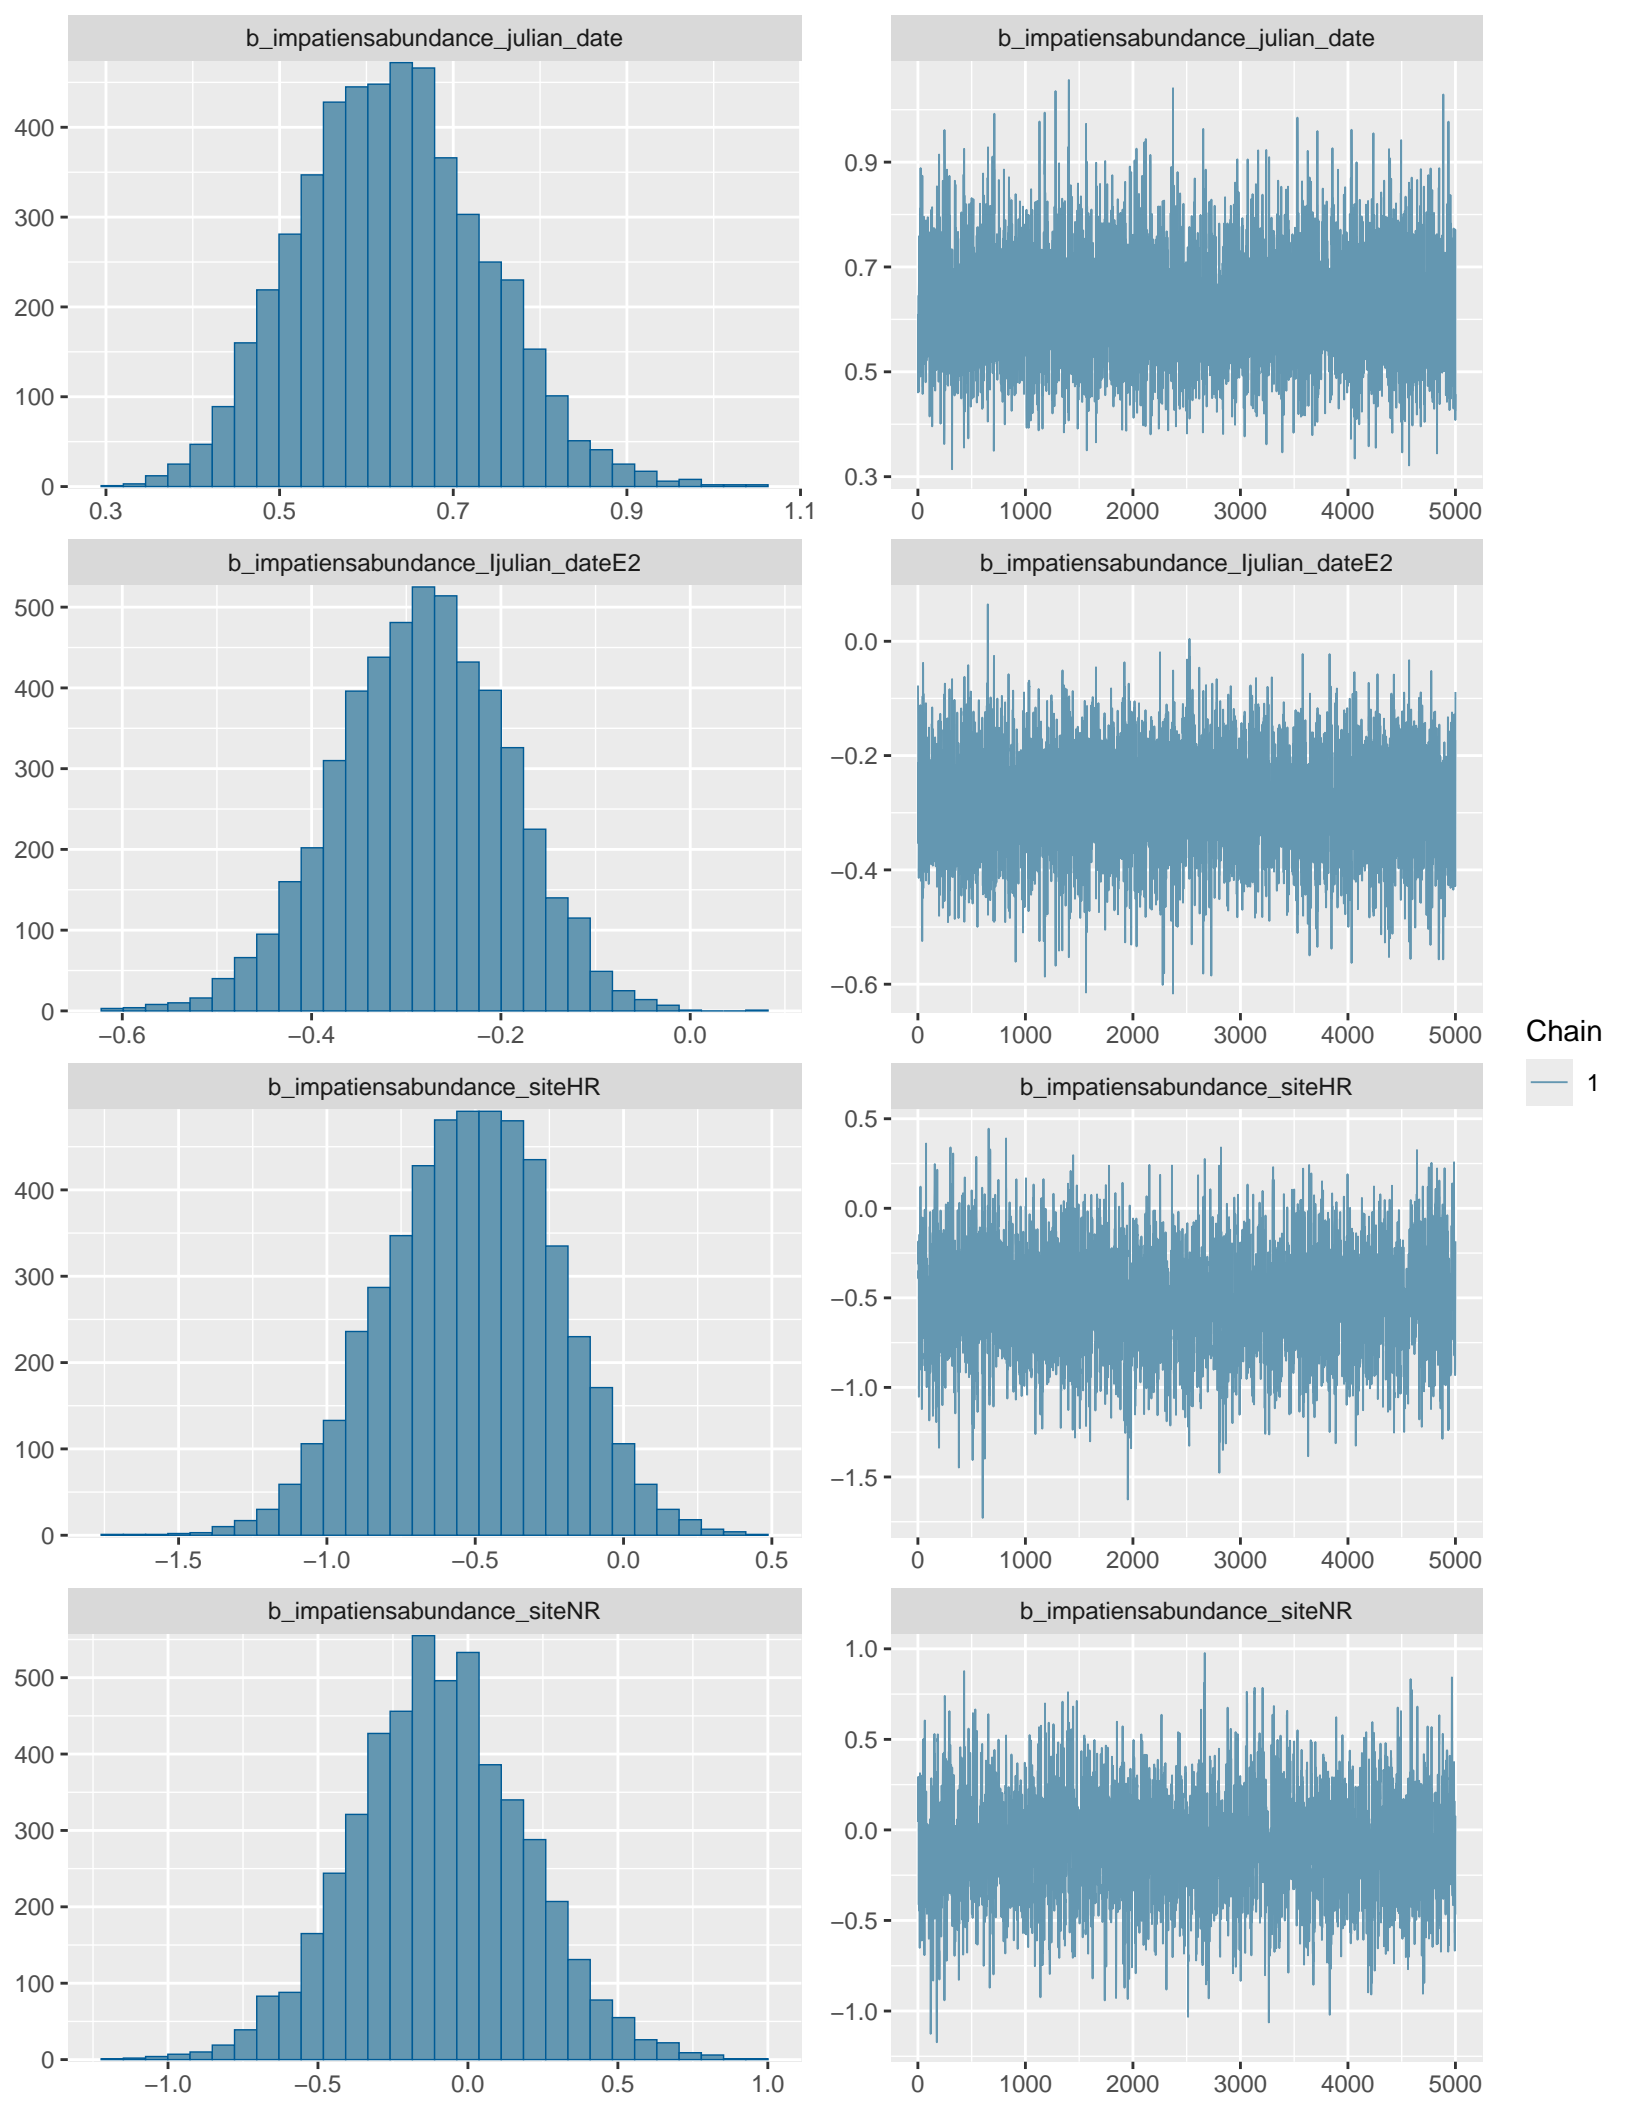 b_impatiensabundance_julian_date
b_impatiensabundance_julian_date
400
300
200
100
0
0.3 0.5 0.7 0.9 1.1
0.9
0.7
0.5
0.3
0 1000 2000 3000 4000 5000
b_impatiensabundance_Ijulian_dateE2
b_impatiensabundance_Ijulian_dateE2
500
400
300
200
100
0
−0.6 −0.4 −0.2 0.0
0.0
−0.2
−0.4
−0.6
0 1000 2000 3000 4000 5000
Chain
1
b_impatiensabundance_siteHR
b_impatiensabundance_siteHR
400
300
200
100
0
−1.5 −1.0 −0.5 0.0 0.5
0.5
0.0
−0.5
−1.0
−1.5
0 1000 2000 3000 4000 5000
b_impatiensabundance_siteNR
b_impatiensabundance_siteNR
500
400
300
200
100
0
−1.0 −0.5 0.0 0.5 1.0
1.0
0.5
0.0
−0.5
−1.0
0 1000 2000 3000 4000 5000